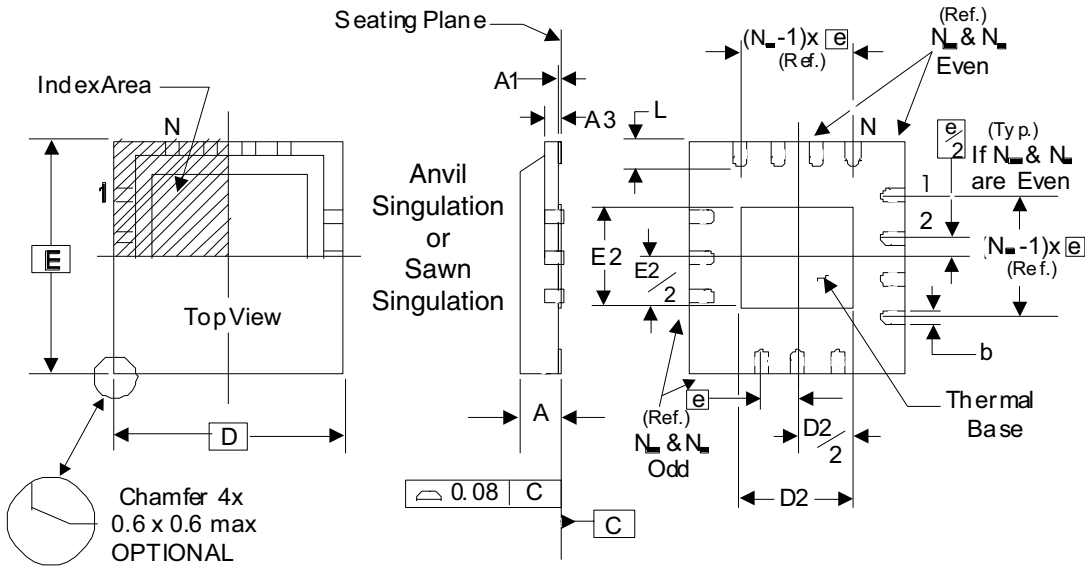 Seating Plane
Index Area
N
1
E
Top View
D
Chamfer 4x
0.6 x 0.6 max
OPTIONAL
A1
A3
L
Anvil
Singulation
or
Sawn
Singulation
A
0.08 C
C
(N -1)x e
(Ref.)
(Ref.)
N & N
Even
N
e/2
(Typ.)
If N & N
are Even
1
2
(N -1)x e
(Ref.)
E2
E2/2
b
Thermal
Base
e
(Ref.)
N & N
Odd
D2/2
D2